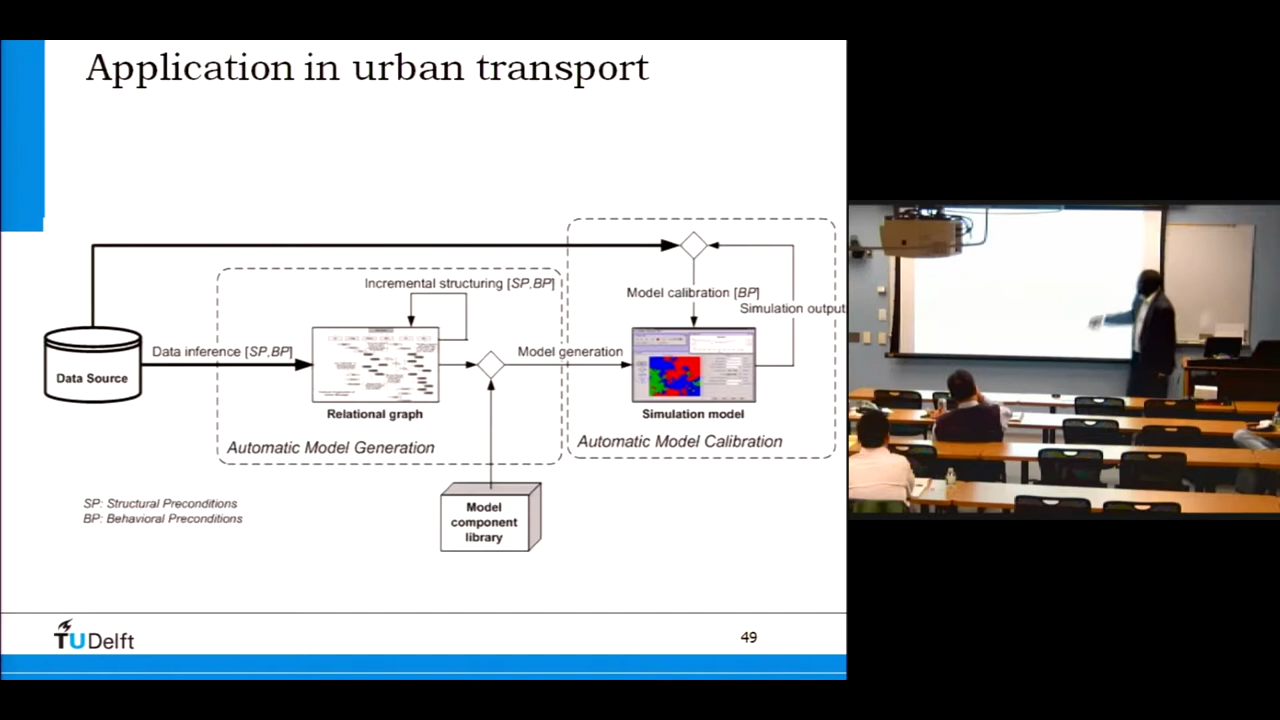 Application in urban transport
Incremental structuring [SP,BP]
Model calibration [BP]
Simulation output
Data inference [SP,BP]
Model generation
Data Source
Relational graph
Simulation model
Automatic Model Generation
Automatic Model Calibration
SP: Structural Preconditions
BP: Behavioral Preconditions
Model
component
library
TU Delft
49